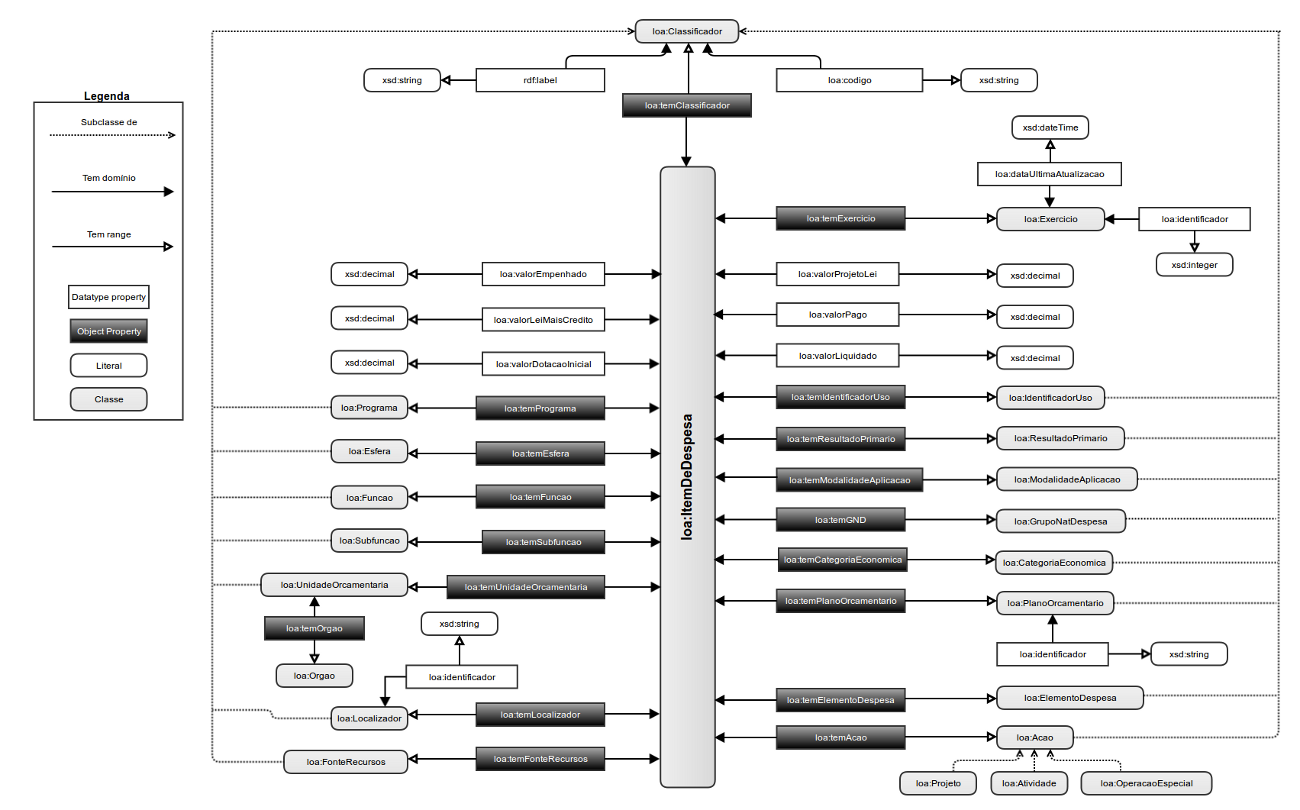 loa:Classificador
xsd:string
rdf:label
loa:codigo
xsd:string
loa:temClassificador
Legenda
Subclasse de
Tem domínio
Tem range
Datatype property
Object Property
Literal
Classe
xsd:dateTime
loa:dataUltimaAtualizacao
loa:temExercicio
loa:Exercicio
loa:identificador
xsd:integer
loa:ItemDeDespesa
xsd:decimal
loa:valorEmpenhado
loa:valorProjetoLei
xsd:decimal
xsd:decimal
loa:valorLeiMaisCredito
loa:valorPago
xsd:decimal
xsd:decimal
loa:valorDotacaoInicial
loa:valorLiquidado
xsd:decimal
loa:Programa
loa:temPrograma
loa:temIdentificadorUso
loa:IdentificadorUso
loa:Esfera
loa:temEsfera
loa:temResultadoPrimario
loa:ResultadoPrimario
loa:Funcao
loa:temFuncao
loa:temModalidadeAplicacao
loa:ModalidadeAplicacao
loa:Subfuncao
loa:temSubfuncao
loa:temGND
loa:GrupoNatDespesa
loa:UnidadeOrcamentaria
loa:temUnidadeOrcamentaria
loa:temCategoriaEconomica
loa:CategoriaEconomica
loa:temOrgao
xsd:string
loa:temPlanoOrcamentario
loa:PlanoOrcamentario
loa:Orgao
loa:identificador
loa:identificador
xsd:string
loa:Localizador
loa:temLocalizador
loa:temElementoDespesa
loa:ElementoDespesa
loa:FonteRecursos
loa:temFonteRecursos
loa:temAcao
loa:Acao
loa:Projeto
loa:Atividade
loa:OperacaoEspecial